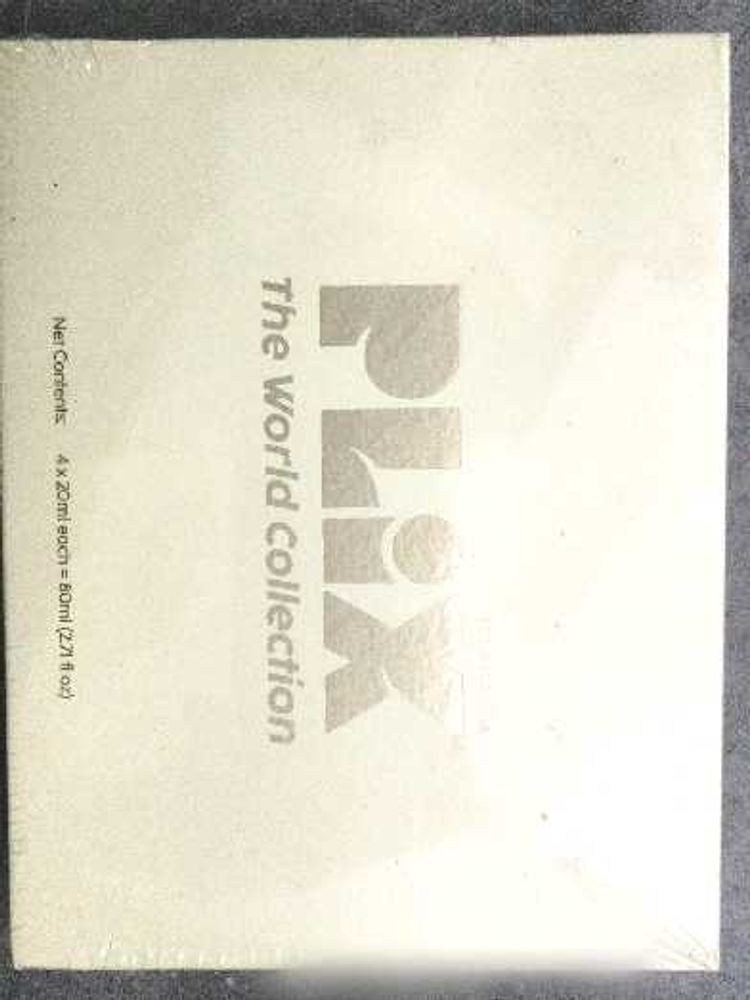 PLiX
The World Collection
Net Contents: 4 x 20ml each = 80ml (2.71 fl oz)